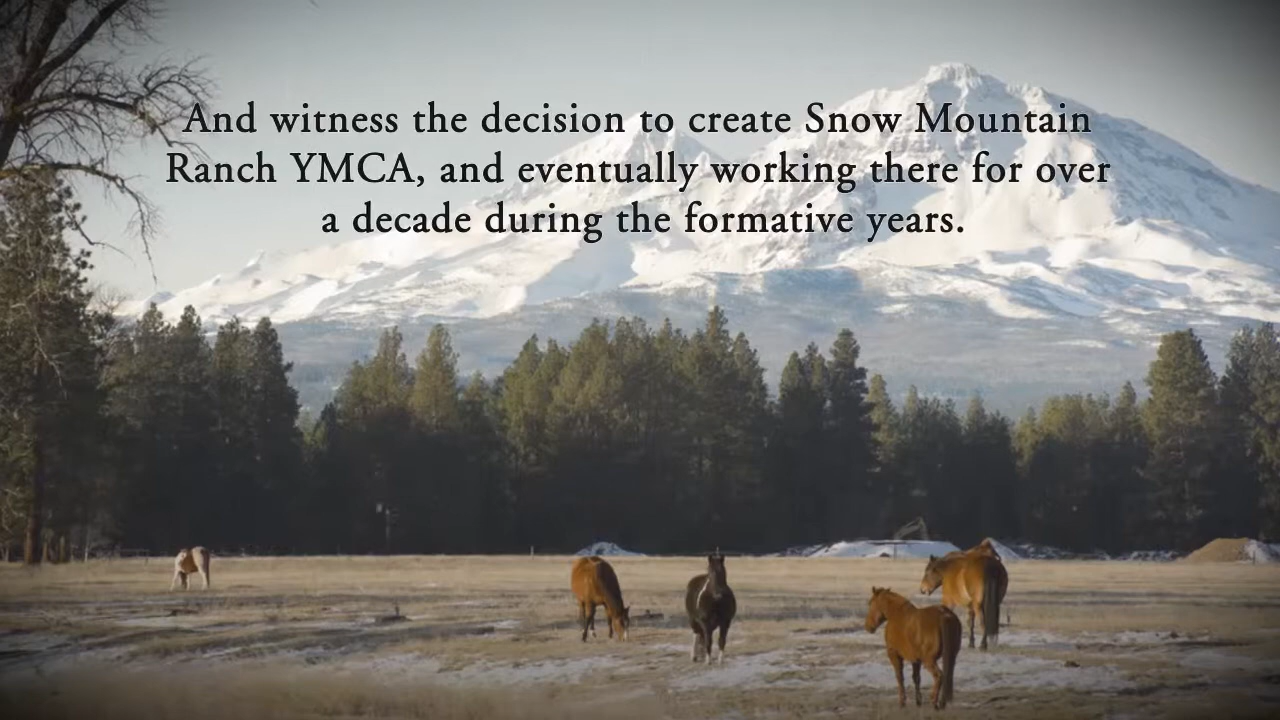 And witness the decision to create Snow Mountain
Ranch YMCA, and eventually working there for over
a decade during the formative years.